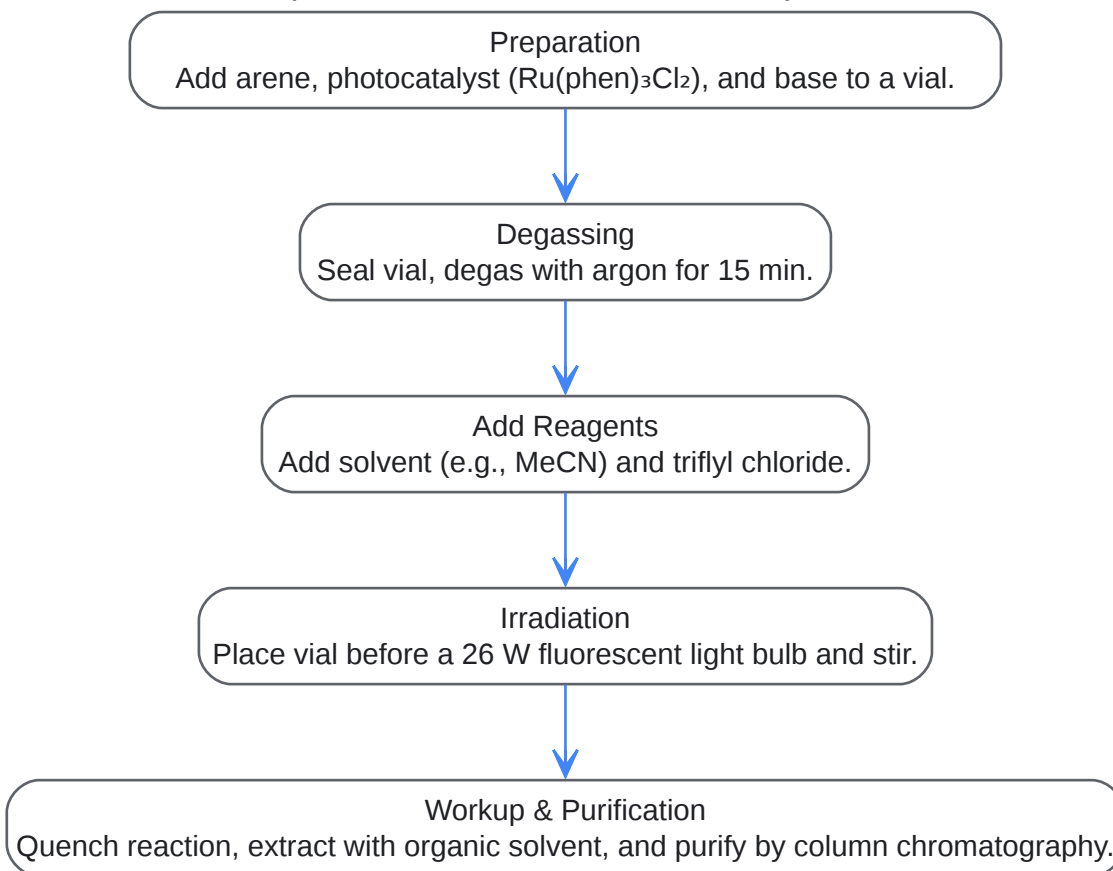 Preparation
Add arene, photocatalyst (Ru(phen)₃Cl₂), and base to a vial.
Degassing
Seal vial, degas with argon for 15 min.
Add Reagents
Add solvent (e.g., MeCN) and triflyl chloride.
Irradiation
Place vial before a 26 W fluorescent light bulb and stir.
Workup & Purification
Quench reaction, extract with organic solvent, and purify by column chromatography.